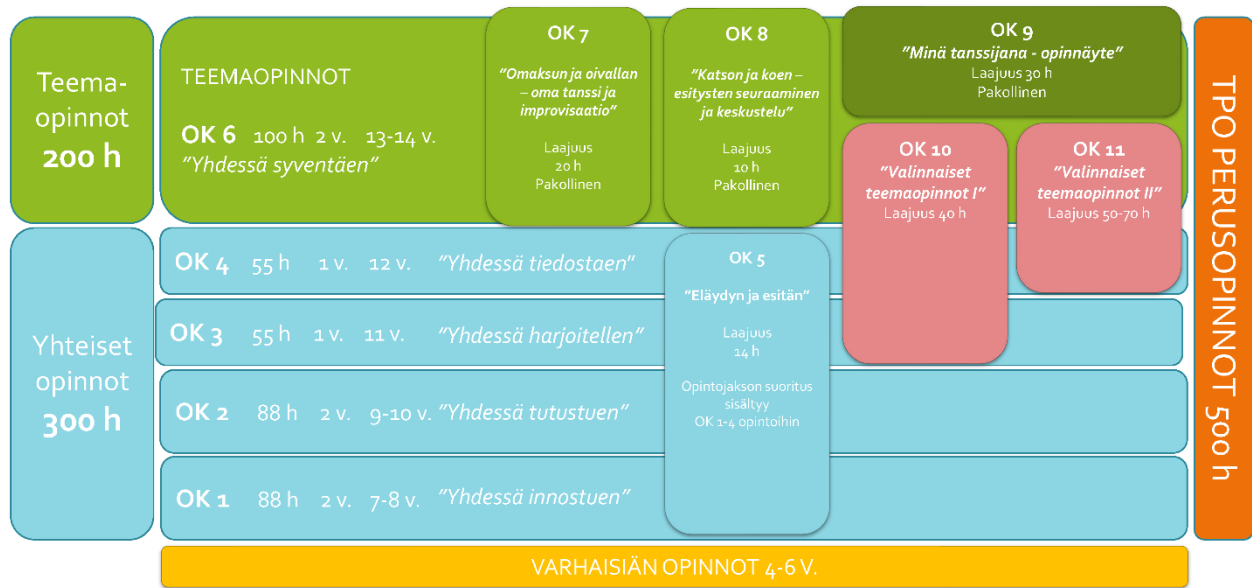 Teema-
opinnot
200 h
TEEMAOPINNOT
OK 6 100 h 2 v. 13-14 v.
"Yhdessä syventäen"
OK 7
"Omaksun ja oivallan
– oma tanssi ja
improvisaatio"
Laajuus
20 h
Pakollinen
OK 8
"Katson ja koen –
esitysten seuraaminen
ja keskustelu"
Laajuus
10 h
Pakollinen
OK 9
"Minä tanssijana - opinnäyte"
Laajuus 30 h
Pakollinen
OK 10
"Valinnaiset
teemaopinnot I"
Laajuus 40 h
OK 11
"Valinnaiset
teemaopinnot II"
Laajuus 50-70 h
Yhteiset
opinnot
300 h
OK 4 55 h 1 v. 12 v. "Yhdessä tiedostaen"
OK 3 55 h 1 v. 11 v. "Yhdessä harjoitellen"
OK 2 88 h 2 v. 9-10 v. "Yhdessä tutustuen"
OK 1 88 h 2 v. 7-8 v. "Yhdessä innostuen"
OK 5
"Eläydyn ja esitän"
Laajuus
14 h
Opintojakson suoritus
sisältyy
OK 1-4 opintoihin
VARHAISIÄN OPINNOT 4-6 V.
TPO PERUSOPINNOT 500 h